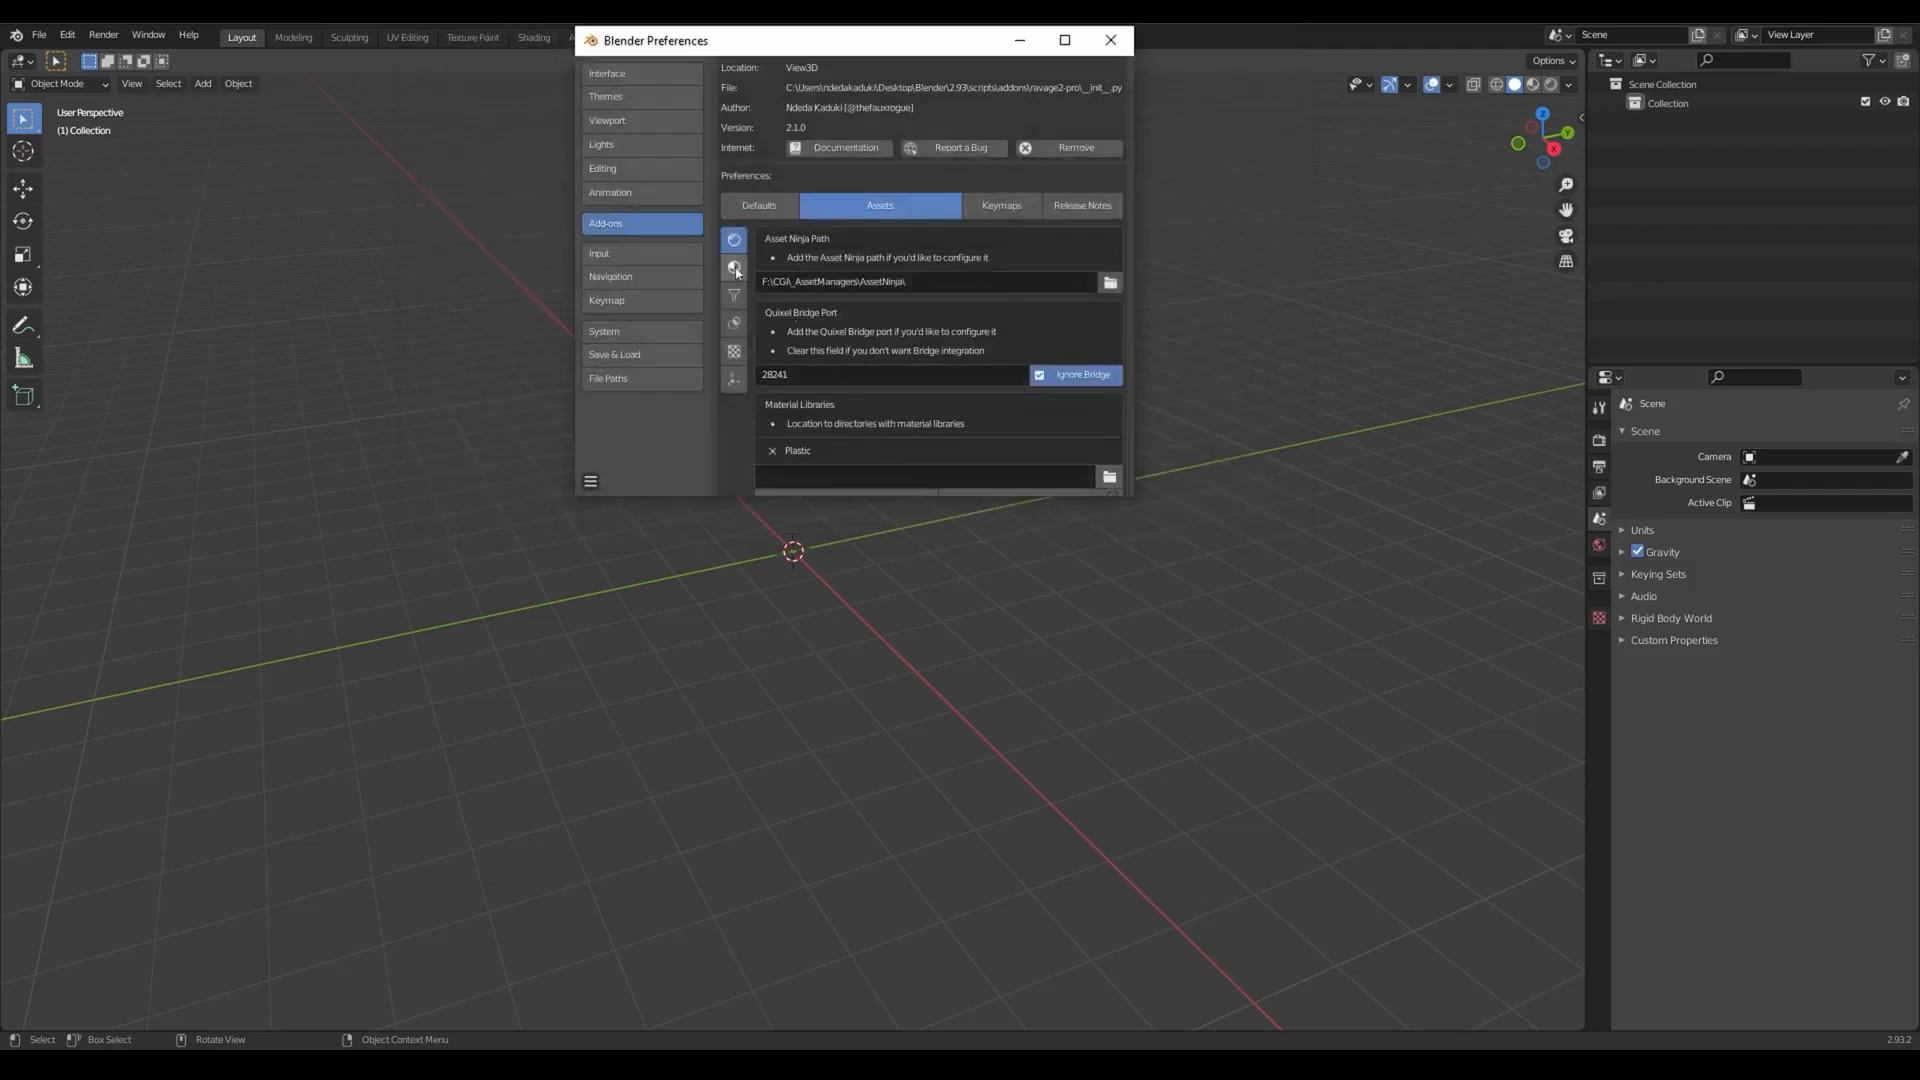 Blender Preferences
File Edit Render Window Help
Layout Modeling Sculpting UV Editing Texture Paint Shading
Scene
View Layer
Object Mode View Select Add Object
Options
User Perspective
(1) Collection
Interface
Themes
Viewport
Lights
Editing
Animation
Add-ons
Input
Navigation
Keymap
System
Save & Load
File Paths
Location: View3D
File: C:\Users\ndedakaduki\Desktop\Blender\2.93\scripts\addons\ravage2-pro\__init__.py
Author: Ndeda Kaduki [@thefauxrogue]
Version: 2.1.0
Internet: Documentation Report a Bug Remove
Preferences:
Defaults Assets Keymaps Release Notes
Asset Ninja Path
Add the Asset Ninja path if you'd like to configure it
F:\CGI\_AssetManagers\AssetNinja\
Quixel Bridge Port
Add the Quixel Bridge port if you'd like to configure it
Clear this field if you don't want Bridge integration
28241 Ignore Bridge
Material Libraries
Location to directories with material libraries
Plastic
Z
Y
X
Scene Collection
Collection
Scene
Scene
Camera
Background Scene
Active Clip
Units
Gravity
Keying Sets
Audio
Rigid Body World
Custom Properties
Select Box Select Rotate View Object Context Menu
2.93.2